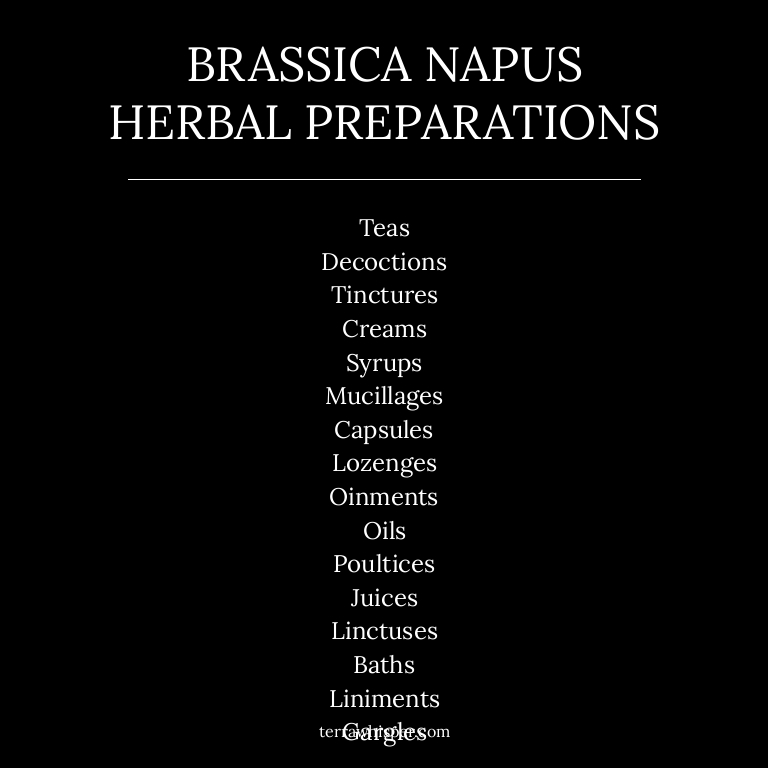 BRASSICA NAPUS
HERBAL PREPARATIONS
Teas
Decoctions
Tinctures
Creams
Syrups
Mucillages
Capsules
Lozenges
Oinments
Oils
Poultices
Juices
Linctuses
Baths
Liniments
Gargles
terrawhisper.com